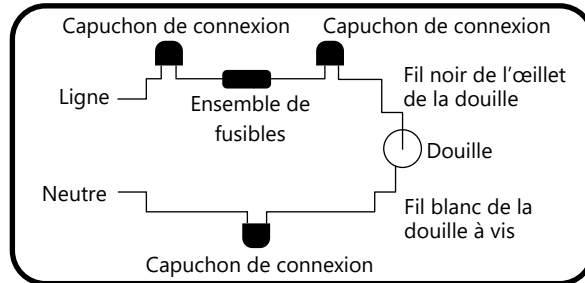 Capuchon de connexion
Capuchon de connexion
Ligne
Ensemble de
fusibles
Fil noir de l’œillet
de la douille
Douille
Neutre
Fil blanc de la
douille à vis
Capuchon de connexion